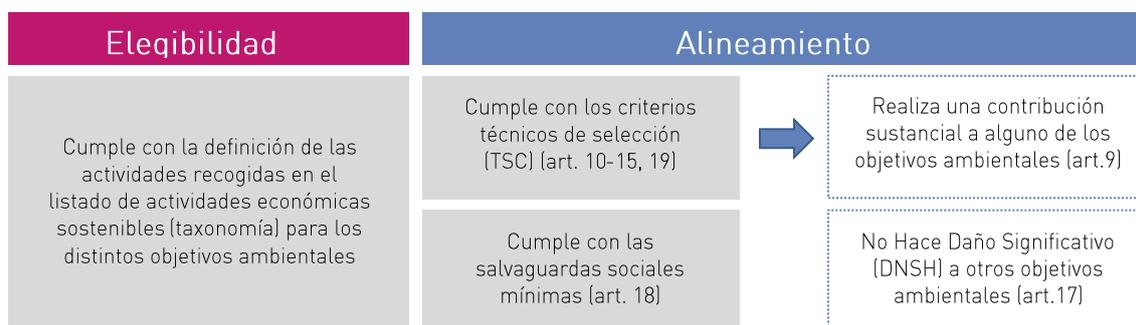 Elegibilidad
Alineamiento
Cumple con la definición de las
actividades recogidas en el
listado de actividades económicas
sostenibles (taxonomía) para los
distintos objetivos ambientales
Cumple con los criterios
técnicos de selección
(TSC) (art. 10-15, 19)
Realiza una contribución
sustancial a alguno de los
objetivos ambientales (art.9)
Cumple con las
salvaguardas sociales
mínimas (art. 18)
No Hace Daño Significativo
(DNSH) a otros objetivos
ambientales (art.17)